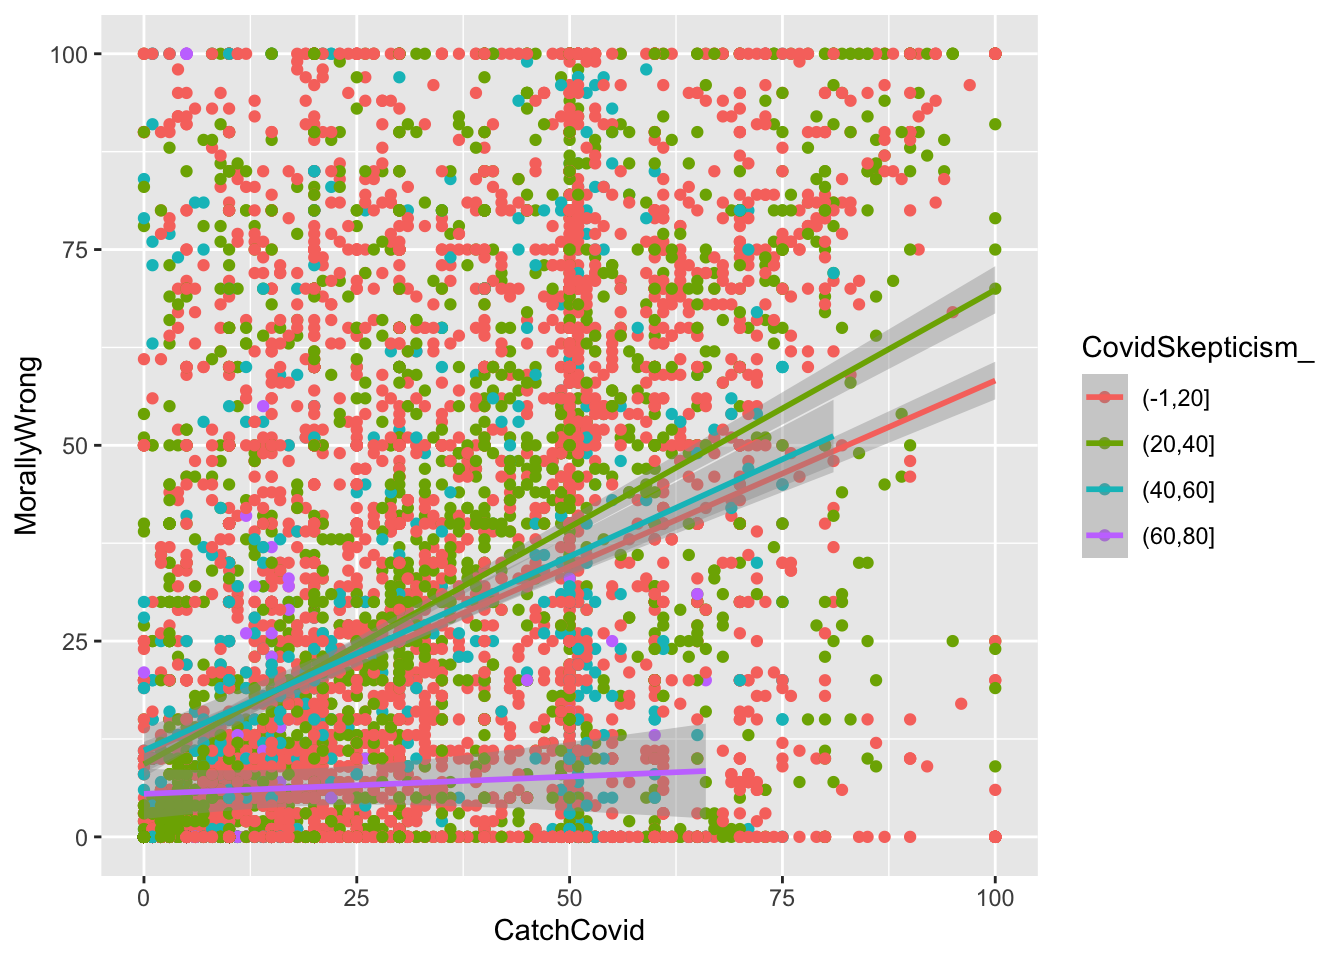 100
75
50
25
0
MorallyWrong
0 25 50 75 100
CatchCovid
CovidSkepticism_
(-1,20]
(20,40]
(40,60]
(60,80]